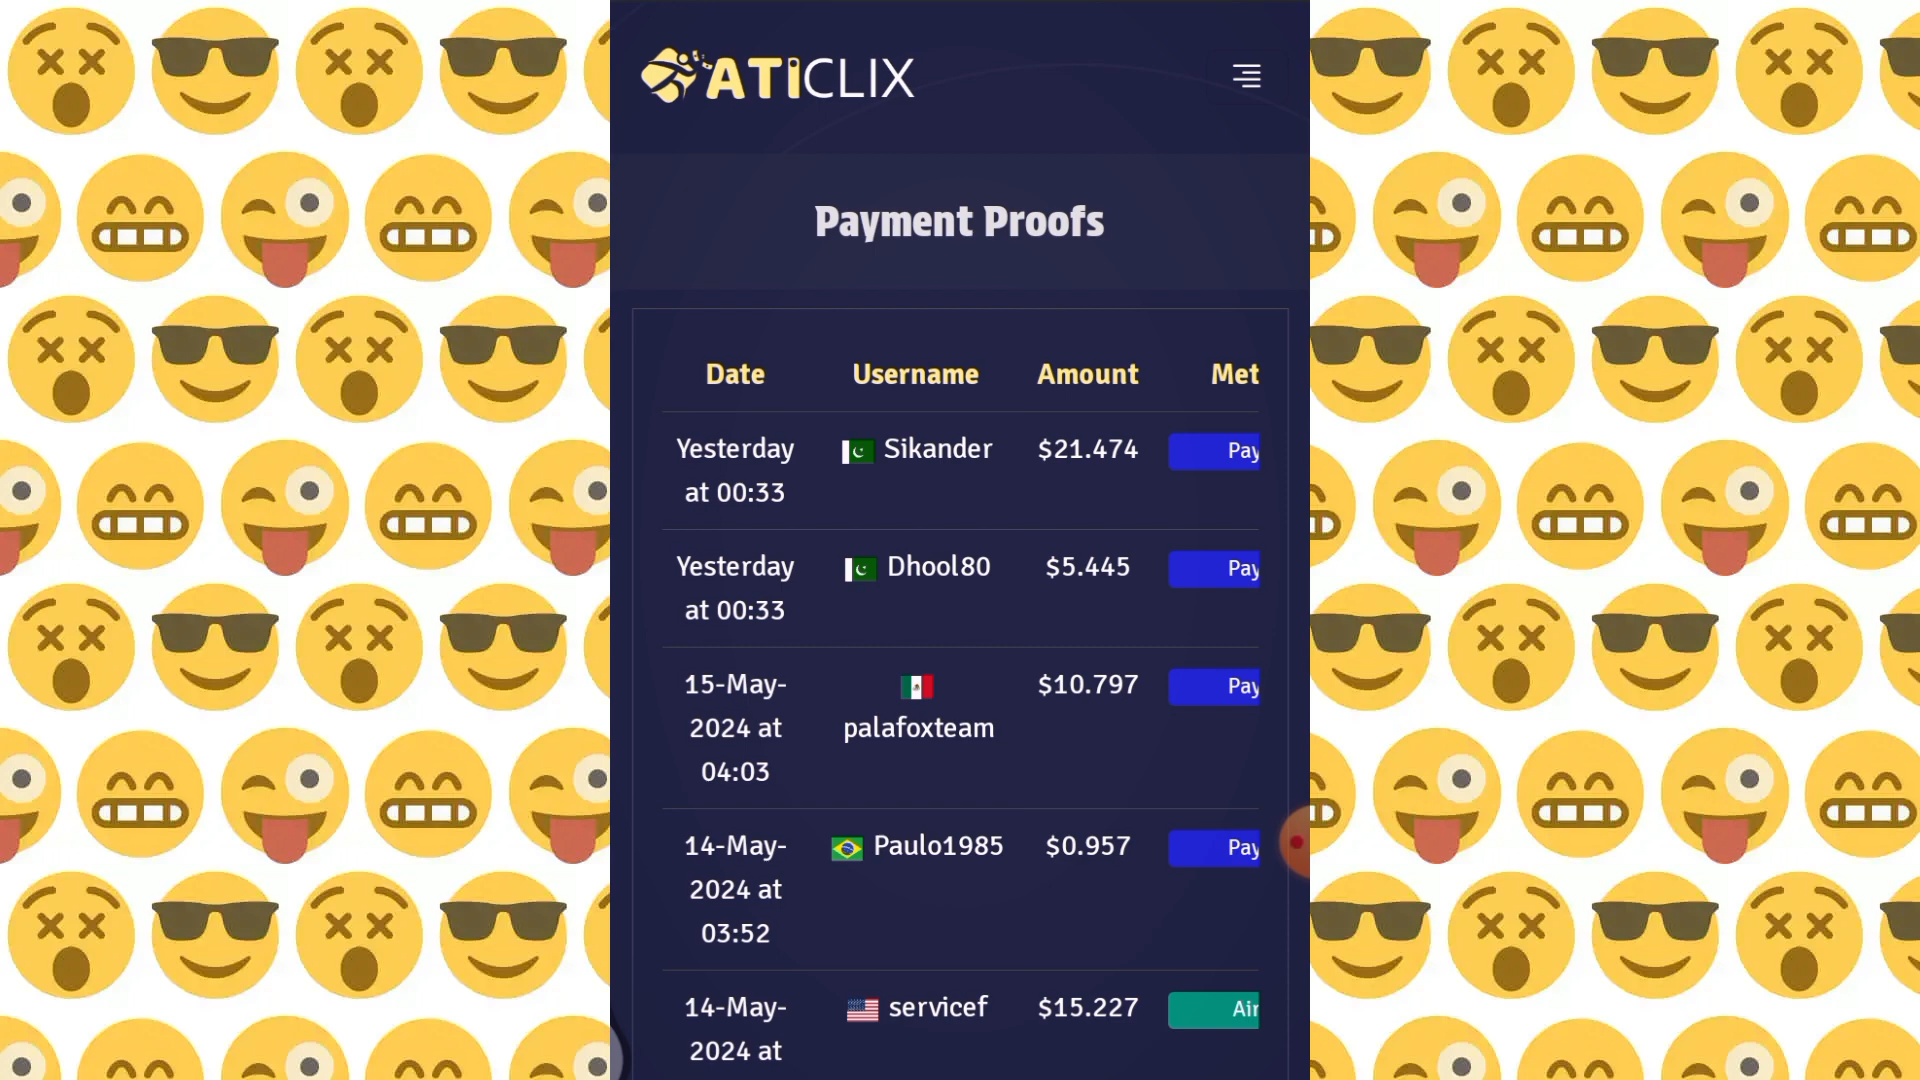 ATiCLIX
Payment Proofs
Date Username Amount Met
Yesterday at 00:33 Sikander $21.474 Pay
Yesterday at 00:33 Dhool80 $5.445 Pay
15-May-2024 at 04:03 palafoxteam $10.797 Pay
14-May-2024 at 03:52 Paulo1985 $0.957 Pay
14-May-2024 at servicef $15.227 Air